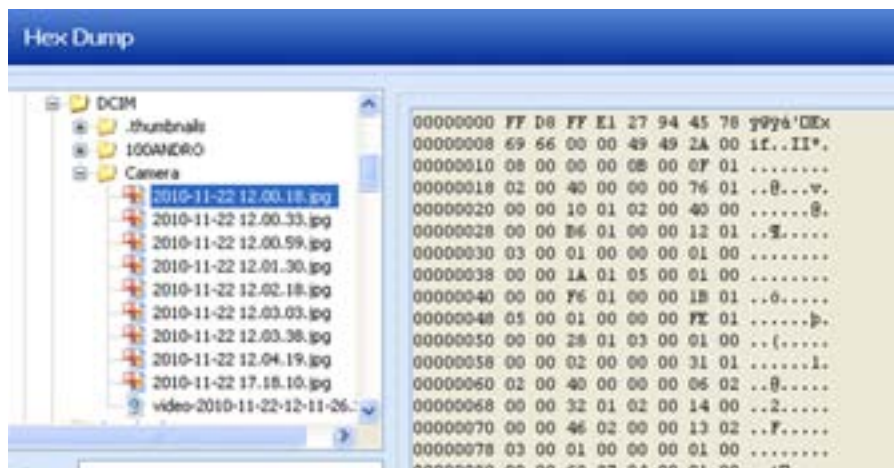 Hex Dump
DCIM
.thumbnails
100ANDRO
Camera
2010-11-22 12.00.18.jpg
2010-11-22 12.00.33.jpg
2010-11-22 12.00.59.jpg
2010-11-22 12.01.30.jpg
2010-11-22 12.02.18.jpg
2010-11-22 12.03.03.jpg
2010-11-22 12.03.38.jpg
2010-11-22 12.04.19.jpg
2010-11-22 17.18.10.jpg
video-2010-11-22-12-11-26.
00000000 FF D8 FF E1 27 94 45 78 ÿØÿá'
00000008 69 66 00 00 49 49 2A 00 if..II*.
00000010 08 00 00 00 0B 00 0F 01 ........
00000018 02 00 40 00 00 00 76 01 ..@...v.
00000020 00 00 10 01 02 00 40 00 ......@.
00000028 00 00 B6 01 00 00 12 01 ..¶.....
00000030 03 00 01 00 00 00 01 00 ........
00000038 00 00 1A 01 05 00 01 00 ........
00000040 00 00 F6 01 00 00 1B 01 ..ö.....
00000048 05 00 01 00 00 00 FE 01 ......þ.
00000050 00 00 28 01 03 00 01 00 ..(.....
00000058 00 00 02 00 00 00 31 01 ......1.
00000060 02 00 40 00 00 00 06 02 ..@.....
00000068 00 00 32 01 02 00 14 00 ..2.....
00000070 00 00 46 02 00 00 13 02 ..F.....
00000078 03 00 01 00 00 00 01 00 ........